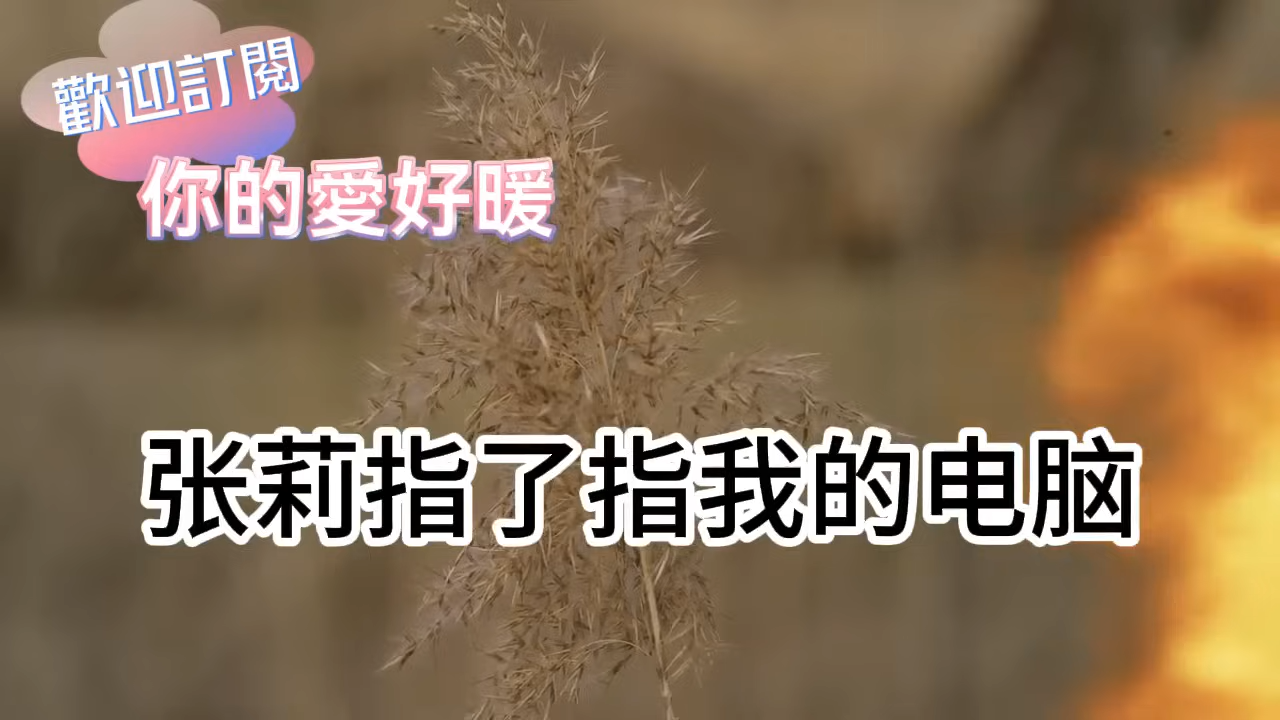 歡迎訂閱
你的愛好暖
张莉指了指我的电脑